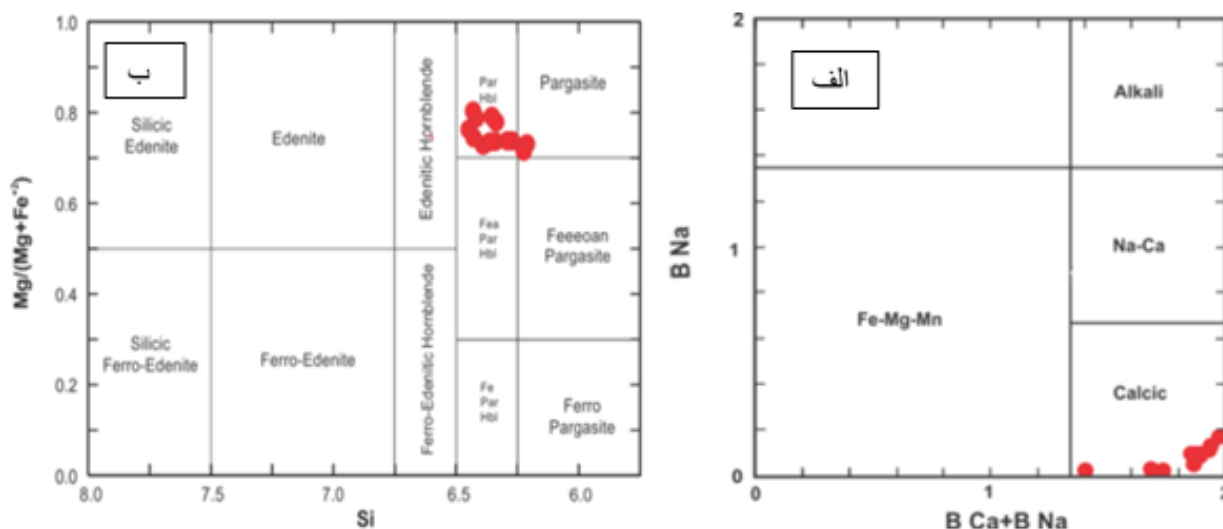 1.0
0.8
0.6
0.4
0.2
0.0
Mg/(Mg+Fe⁺²)
ب
Silicic
Edenite
Edenite
Edenitic Hornblende
Par
Hbl
Pargasite
Fea
Par
Hbl
Feeeoan
Pargasite
Silicic
Ferro-Edenite
Ferro-Edenite
Ferro-Edenitic Hornblende
Fe
Par
Hbl
Ferro
Pargasite
8.0
7.5
7.0
6.5
6.0
Si
2
1
0
B Na
الف
Alkali
Na-Ca
Fe-Mg-Mn
Calcic
0
1
2
B Ca+B Na